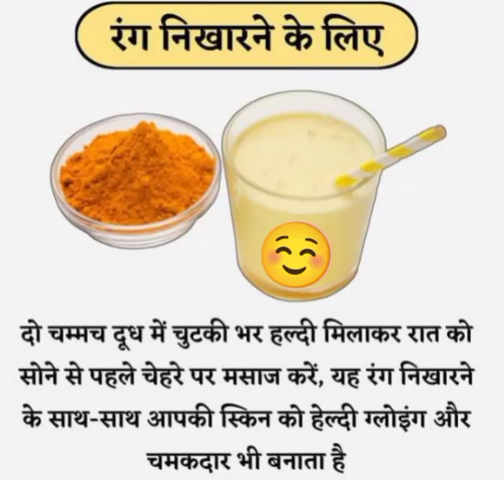 रंग निखारने के लिए
दो चम्मच दूध में चुटकी भर हल्दी मिलाकर रात को
सोने से पहले चेहरे पर मसाज करें, यह रंग निखारने
के साथ-साथ आपकी स्किन को हेल्दी ग्लोइंग और
चमकदार भी बनाता है